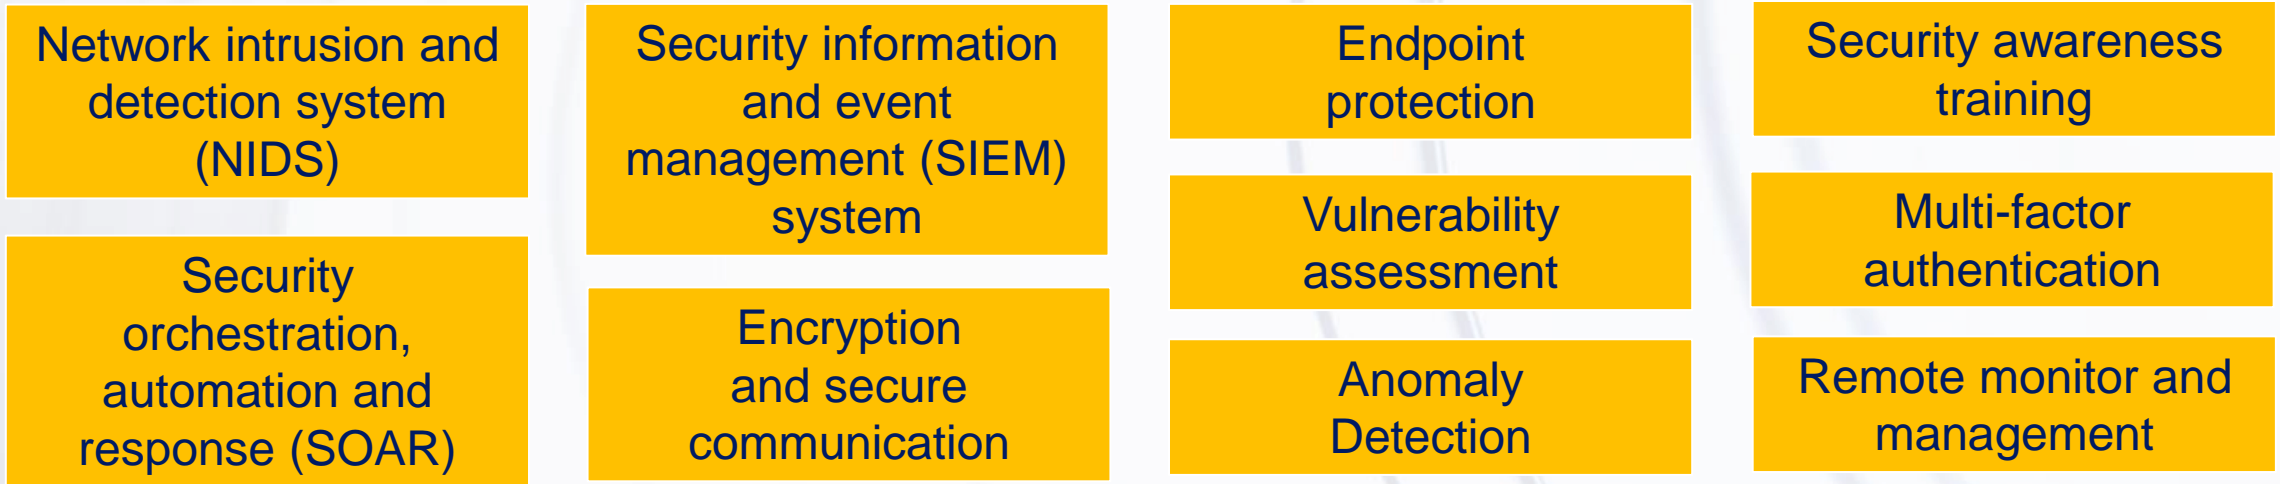 Network intrusion and
detection system
(NIDS)
Security
orchestration,
automation and
response (SOAR)
Security information
and event
management (SIEM)
system
Encryption
and secure
communication
Endpoint
protection
Vulnerability
assessment
Anomaly
Detection
Security awareness
training
Multi-factor
authentication
Remote monitor and
management